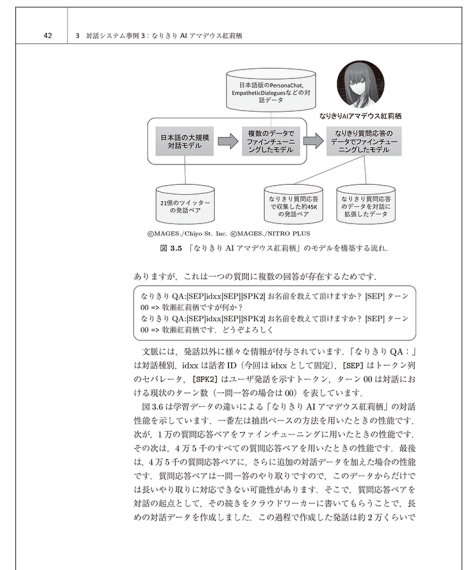 42
3 対話システム事例 3：なりきり AI アマデウス紅莉栖
日本語版のPersonaChat,
EmpatheticDialoguesなどの対
話データ
なりきりAIアマデウス紅莉栖
日本語の大規模
対話モデル
複数のデータで
ファインチューニ
ングしたモデル
なりきり質問応答の
データでファインチュー
ニングしたモデル
21億のツイッター
の発話ペア
なりきり質問応答
で収集した約45K
の発話ペア
なりきり質問応答
のデータを対話に
拡張したデータ
©MAGES./Chiyo St. Inc. ©MAGES./NITRO PLUS
図 3.5 「なりきり AI アマデウス紅莉栖」のモデルを構築する流れ．
ありますが，これは一つの質問に複数の回答が存在するためです．
なりきり QA:[SEP]idxx[SEP][SPK2] お名前を教えて頂けますか？ [SEP] ターン
00 => 牧瀬紅莉栖ですが何か？
なりきり QA:[SEP]idxx[SEP][SPK2] お名前を教えて頂けますか？ [SEP] ターン
00 => 牧瀬紅莉栖です．どうぞよろしく
文脈には，発話以外に様々な情報が付与されています．「なりきり QA：」
は対話種別，idxx は話者 ID（今回は idxx として固定），[SEP] はトークン列
のセパレータ，[SPK2] はユーザ発話を示すトークン，ターン 00 は対話にお
ける現状のターン数（一問一答の場合は 00）を表しています．
図 3.6 は学習データの違いによる「なりきり AI アマデウス紅莉栖」の対話
性能を示しています．一番左は抽出ベースの方法を用いたときの性能です．
次が，1 万の質問応答ペアをファインチューニングに用いたときの性能です．
その次は，4 万 5 千のすべての質問応答ペアを用いたときの性能です．最後
は，4 万 5 千の質問応答ペアに，さらに追加の対話データを加えた場合の性能
です．質問応答ペアは一問一答のやり取りですので，このデータからだけで
は長いやり取りに対応できない可能性があります．そこで，質問応答ペアを
対話の起点として，その続きをクラウドワーカーに書いてもらうことで，長
めの対話データを作成しました．この過程で作成した発話は約 2 万くらいで